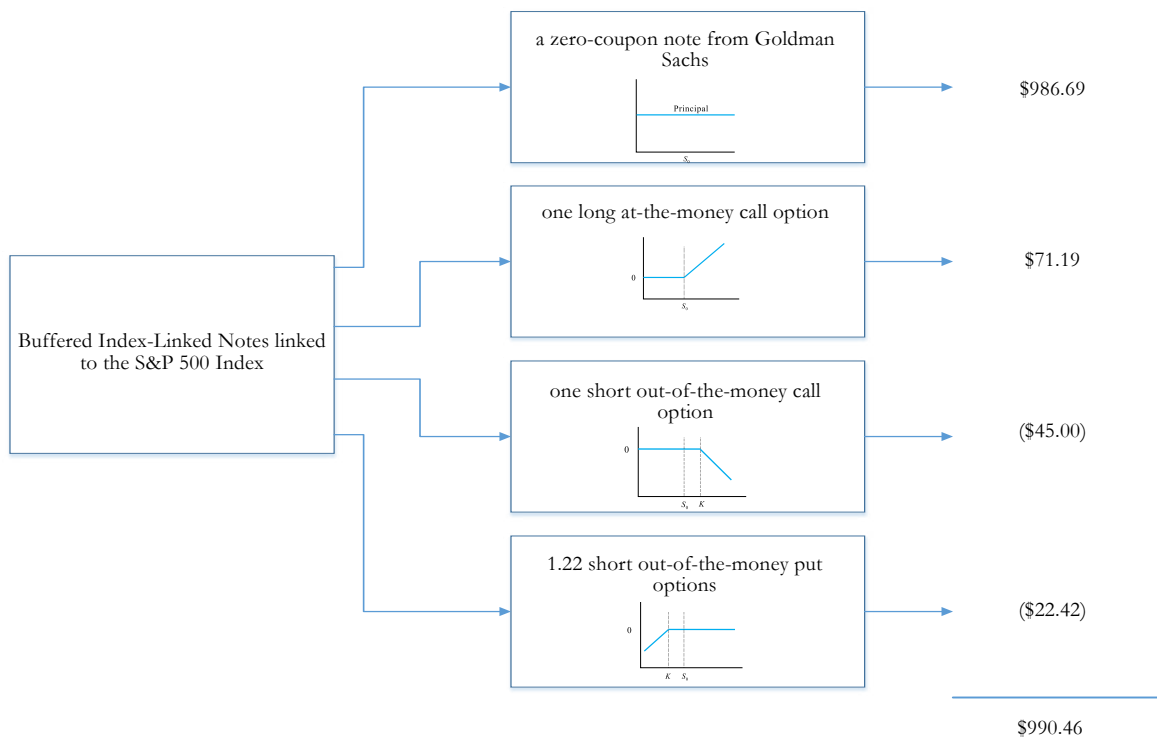 a zero-coupon note from Goldman
Sachs
Principal
S₀
$986.69
one long at-the-money call option
0
S₀
$71.19
Buffered Index-Linked Notes linked
to the S&P 500 Index
one short out-of-the-money call
option
0
S₀ K
($45.00)
1.22 short out-of-the-money put
options
0
K S₀
($22.42)
$990.46